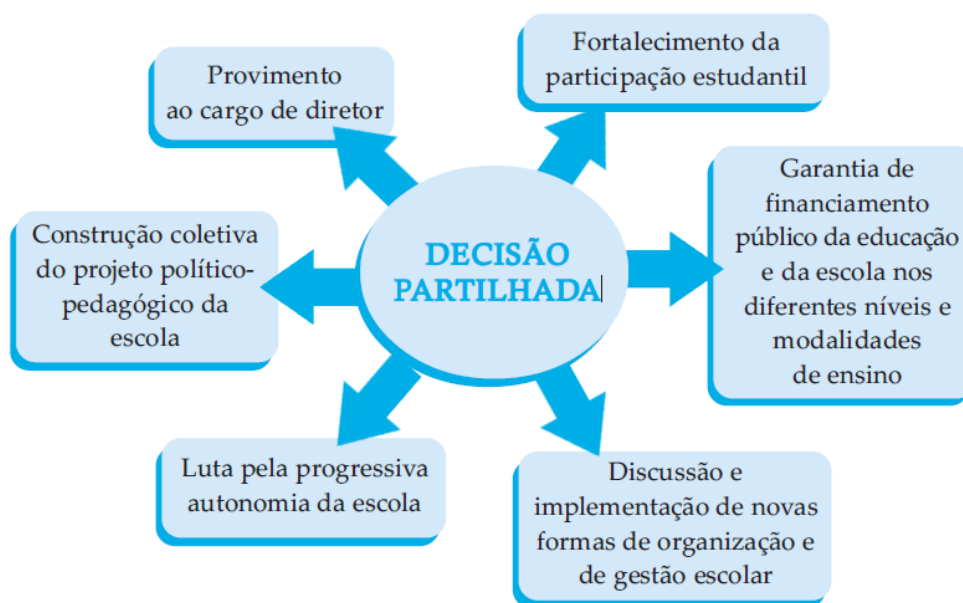 Provimento
ao cargo de diretor
Fortalecimento da
participação estudantil
Construção coletiva
do projeto político-
pedagógico da
escola
DECISÃO
PARTILHADA
Garantia de
financiamento
público da educação
e da escola nos
diferentes níveis e
modalidades
de ensino
Luta pela progressiva
autonomia da escola
Discussão e
implementação de novas
formas de organização e
de gestão escolar